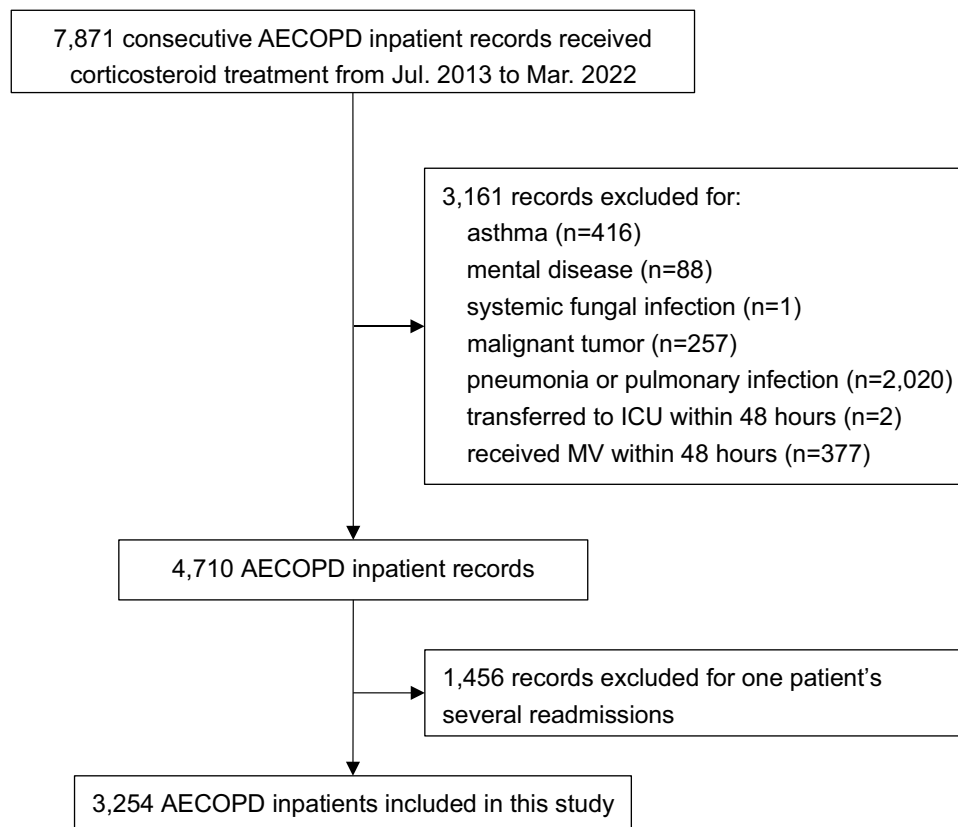 7,871 consecutive AECOPD inpatient records received
corticosteroid treatment from Jul. 2013 to Mar. 2022
3,161 records excluded for:
asthma (n=416)
mental disease (n=88)
systemic fungal infection (n=1)
malignant tumor (n=257)
pneumonia or pulmonary infection (n=2,020)
transferred to ICU within 48 hours (n=2)
received MV within 48 hours (n=377)
4,710 AECOPD inpatient records
1,456 records excluded for one patient’s
several readmissions
3,254 AECOPD inpatients included in this study